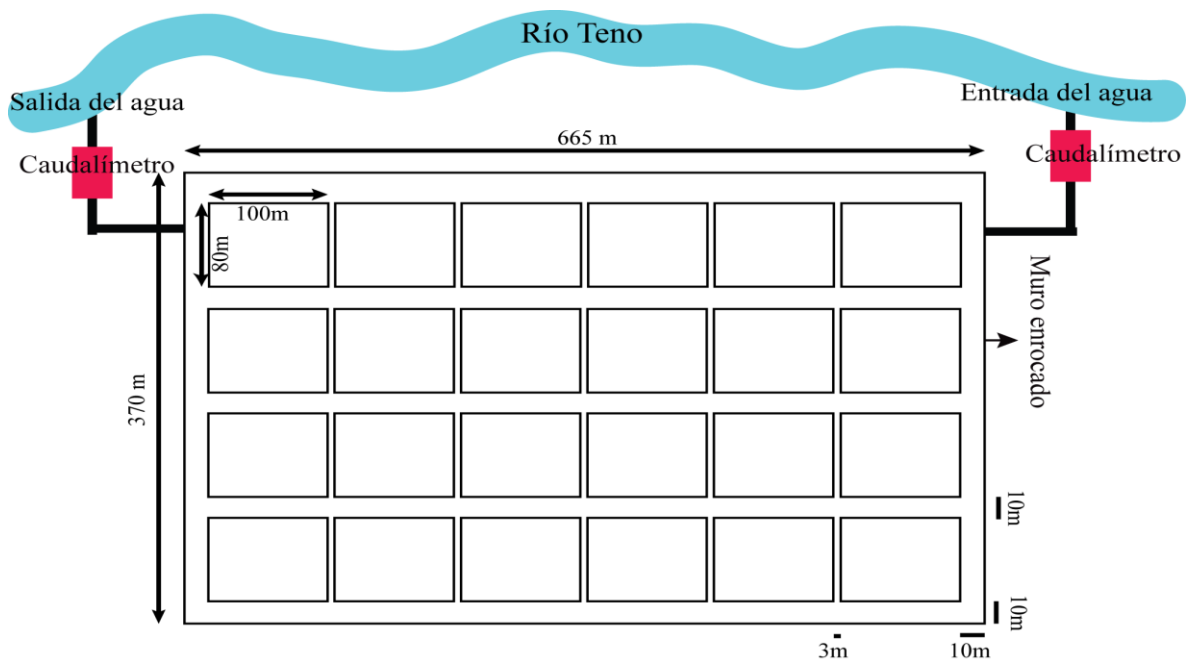 Río Teno
Salida del agua
Entrada del agua
Caudalímetro
665 m
Caudalímetro
100m
80m
370 m
Muro enrocado
10m
10m
3m
10m